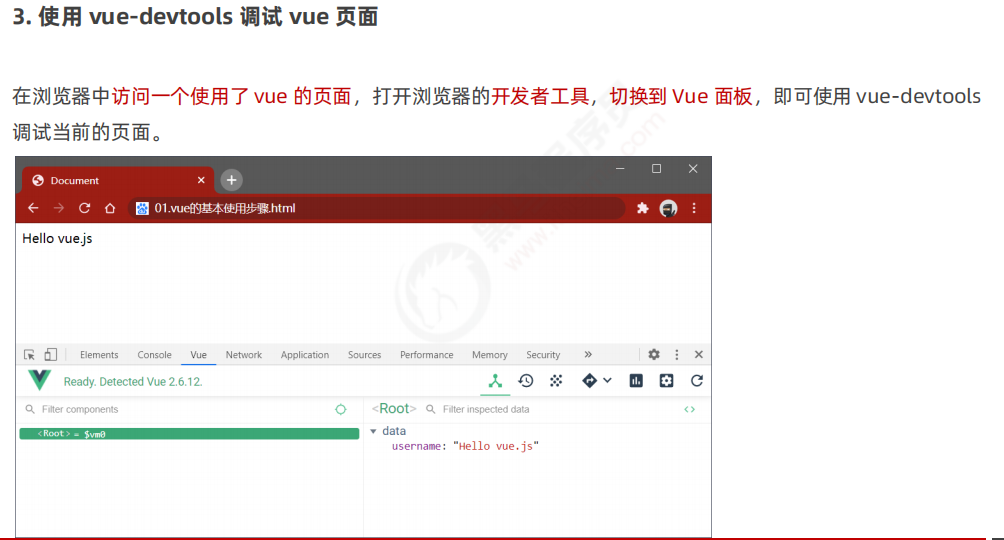 3. 使用 vue-devtools 调试 vue 页面
在浏览器中访问一个使用了 vue 的页面，打开浏览器的开发者工具，切换到 Vue 面板，即可使用 vue-devtools
调试当前的页面。
Document
01.vue的基本使用步骤.html
Hello vue.js
Elements Console Vue Network Application Sources Performance Memory Security »
Ready. Detected Vue 2.6.12.
Filter components
<Root> Filter inspected data
<Root> = $vm0
data
username: "Hello vue.js"